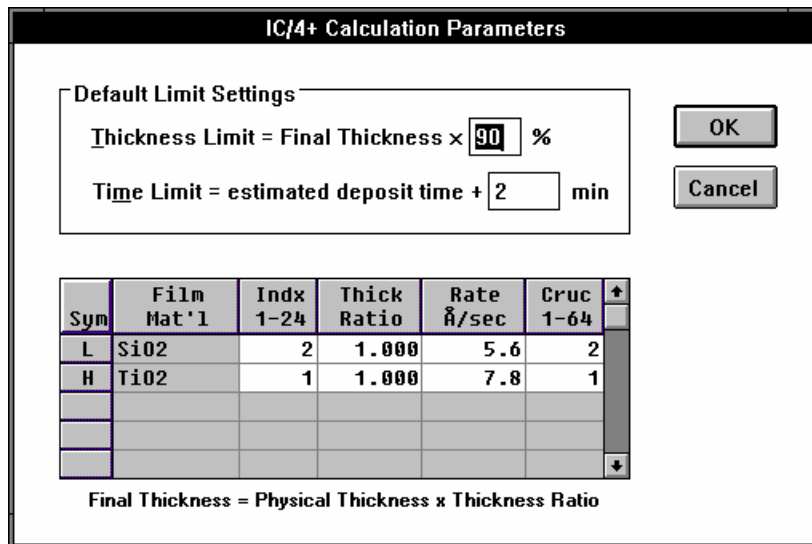 IC/4+ Calculation Parameters
Default Limit Settings
Thickness Limit = Final Thickness × 90 %
Time Limit = estimated deposit time + 2 min
OK
Cancel
Sym Film Mat'l Indx 1-24 Thick Ratio Rate Å/sec Cruc 1-64
L SiO2 2 1.000 5.6 2
H TiO2 1 1.000 7.8 1
Final Thickness = Physical Thickness x Thickness Ratio